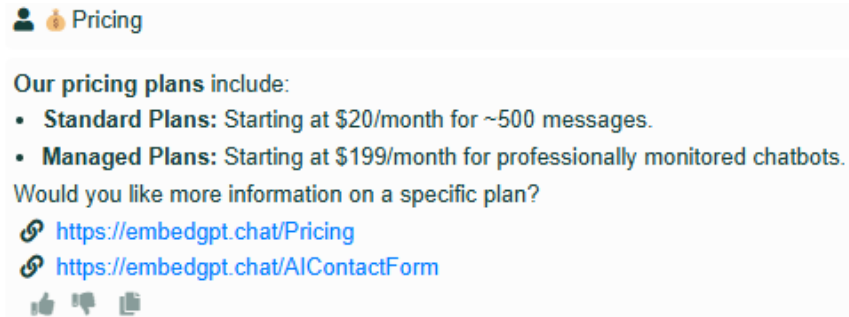 Pricing
Our pricing plans include:
• Standard Plans: Starting at $20/month for ~500 messages.
• Managed Plans: Starting at $199/month for professionally monitored chatbots.
Would you like more information on a specific plan?
https://embedgpt.chat/Pricing
https://embedgpt.chat/AIContactForm